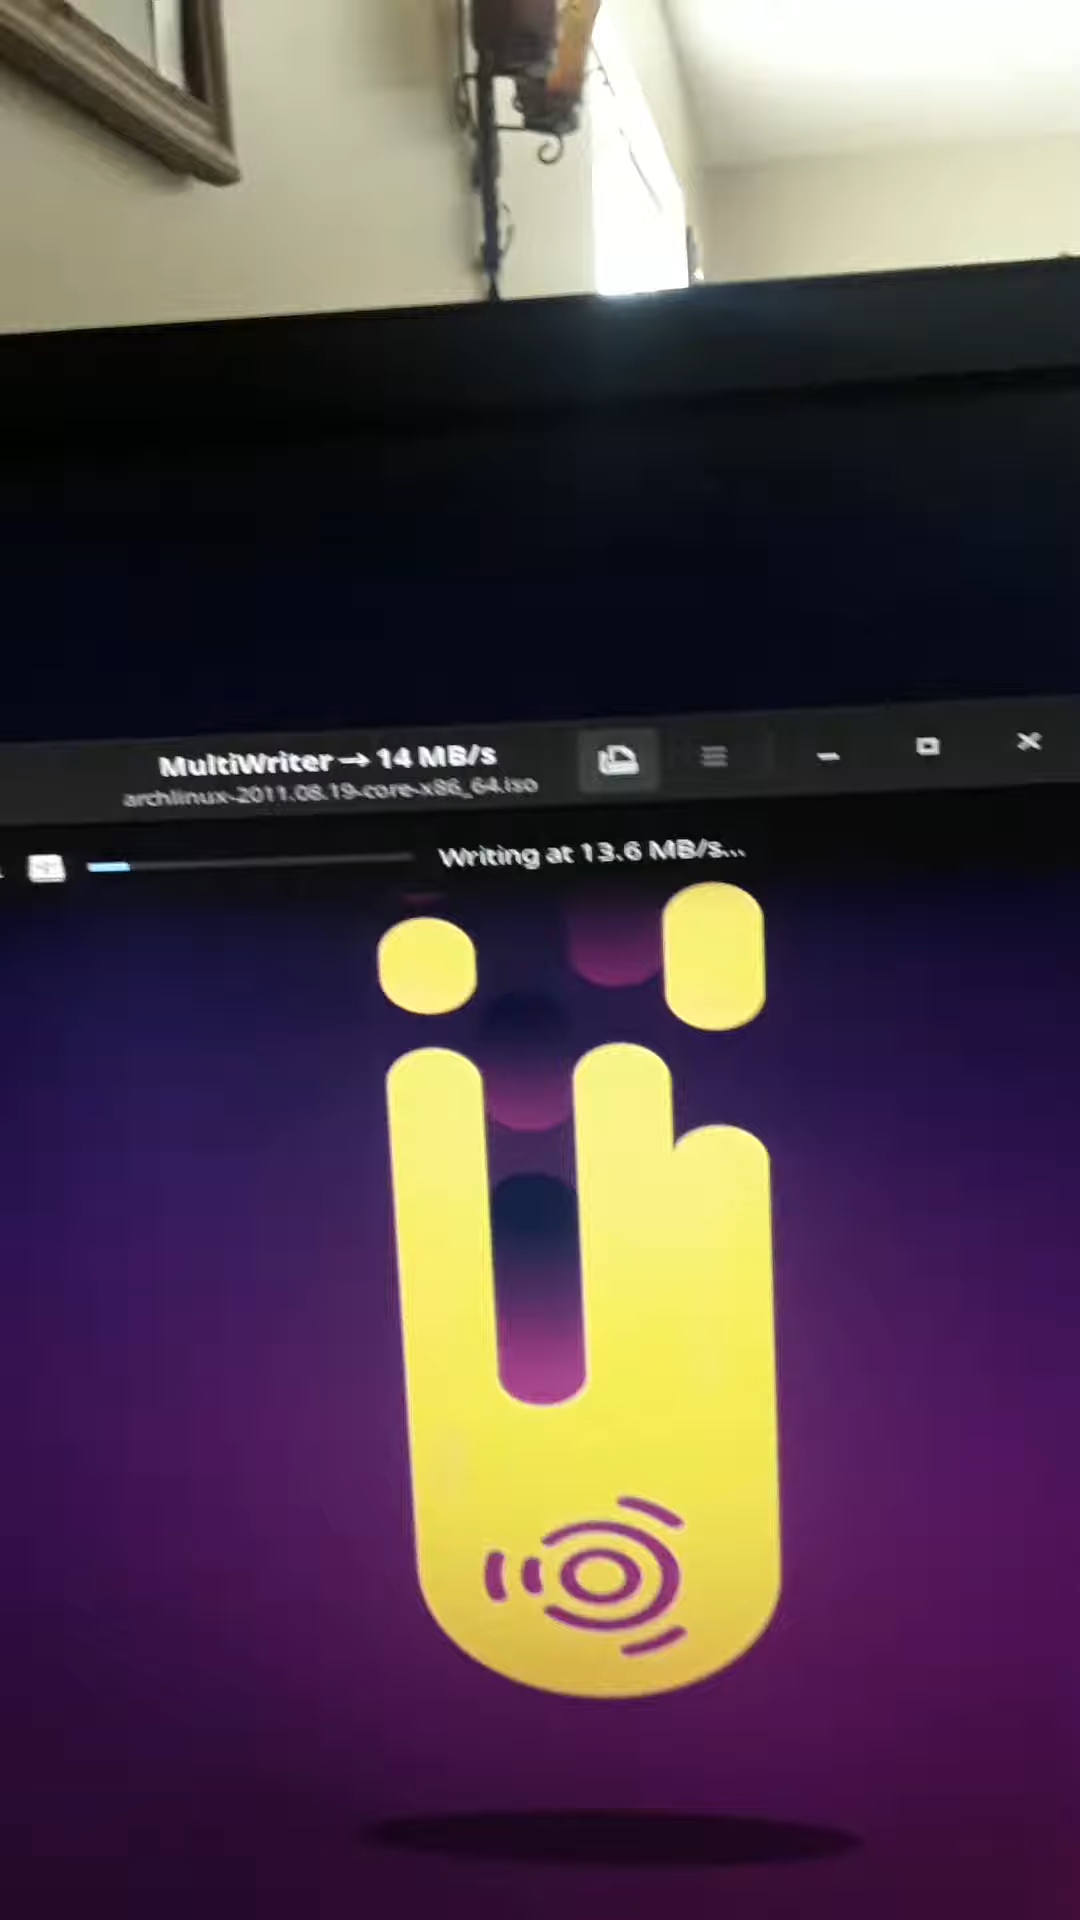 MultiWriter → 14 MB/s
archlinux-2011.08.19-core-x86_64.iso
Writing at 13.6 MB/s...